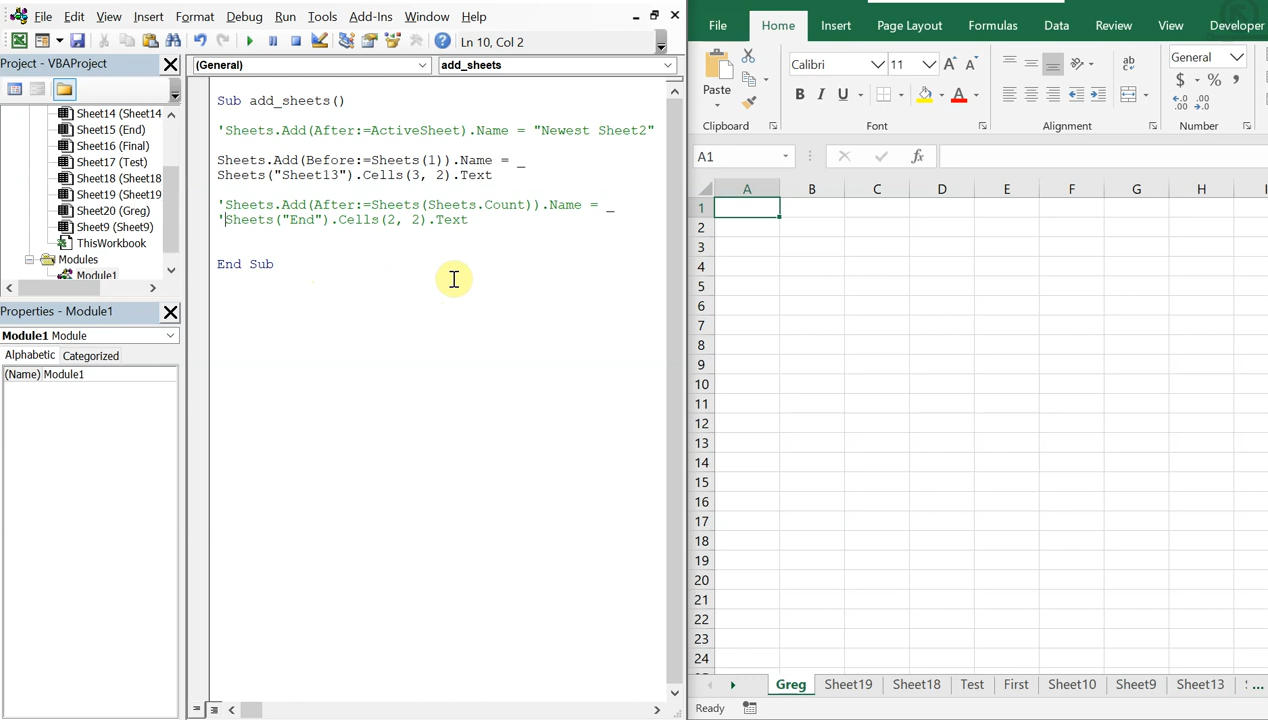 File Edit View Insert Format Debug Run Tools Add-Ins Window Help
Ln 10, Col 2
Project - VBAProject
Sheet14 (Sheet14
Sheet15 (End)
Sheet16 (Final)
Sheet17 (Test)
Sheet18 (Sheet18
Sheet19 (Sheet19
Sheet20 (Greg)
Sheet9 (Sheet9)
ThisWorkbook
Modules
Module1
Properties - Module1
Module1 Module
Alphabetic Categorized
(Name) Module1
(General) add_sheets
Sub add_sheets()
'Sheets.Add(After:=ActiveSheet).Name = "Newest Sheet2"
Sheets.Add(Before:=Sheets(1)).Name = _
Sheets("Sheet13").Cells(3, 2).Text
'Sheets.Add(After:=Sheets(Sheets.Count)).Name = _
'Sheets("End").Cells(2, 2).Text
End Sub
File Home Insert Page Layout Formulas Data Review View Developer
Paste
Calibri 11
B I U
General
$ % ,
Clipboard Font Alignment Number
A1 fx
A B C D E F G H I
1
2
3
4
5
6
7
8
9
10
11
12
13
14
15
16
17
18
19
20
21
22
23
24
Greg Sheet19 Sheet18 Test First Sheet10 Sheet9 Sheet13 ...
Ready